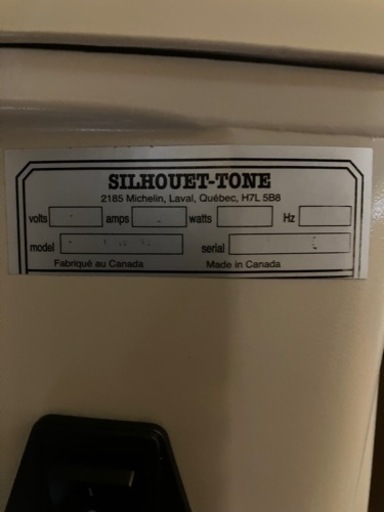 SILHOUET-TONE
2185 Michelin, Laval, Québec, H7L 5B8
volts amps watts Hz
model serial
Fabriqué au Canada Made in Canada